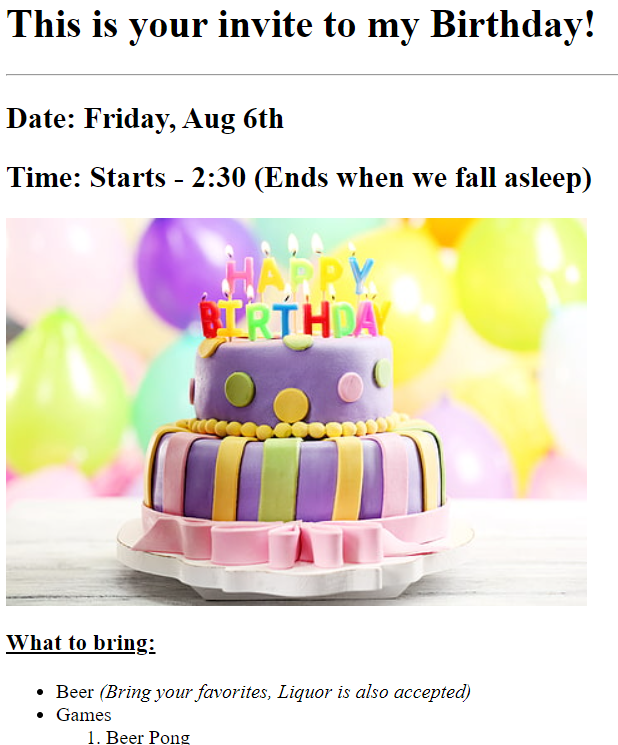 This is your invite to my Birthday!
Date: Friday, Aug 6th
Time: Starts - 2:30 (Ends when we fall asleep)
HAPPY
BIRTHDAY
What to bring:
• Beer (Bring your favorites, Liquor is also accepted)
• Games
1. Beer Pong